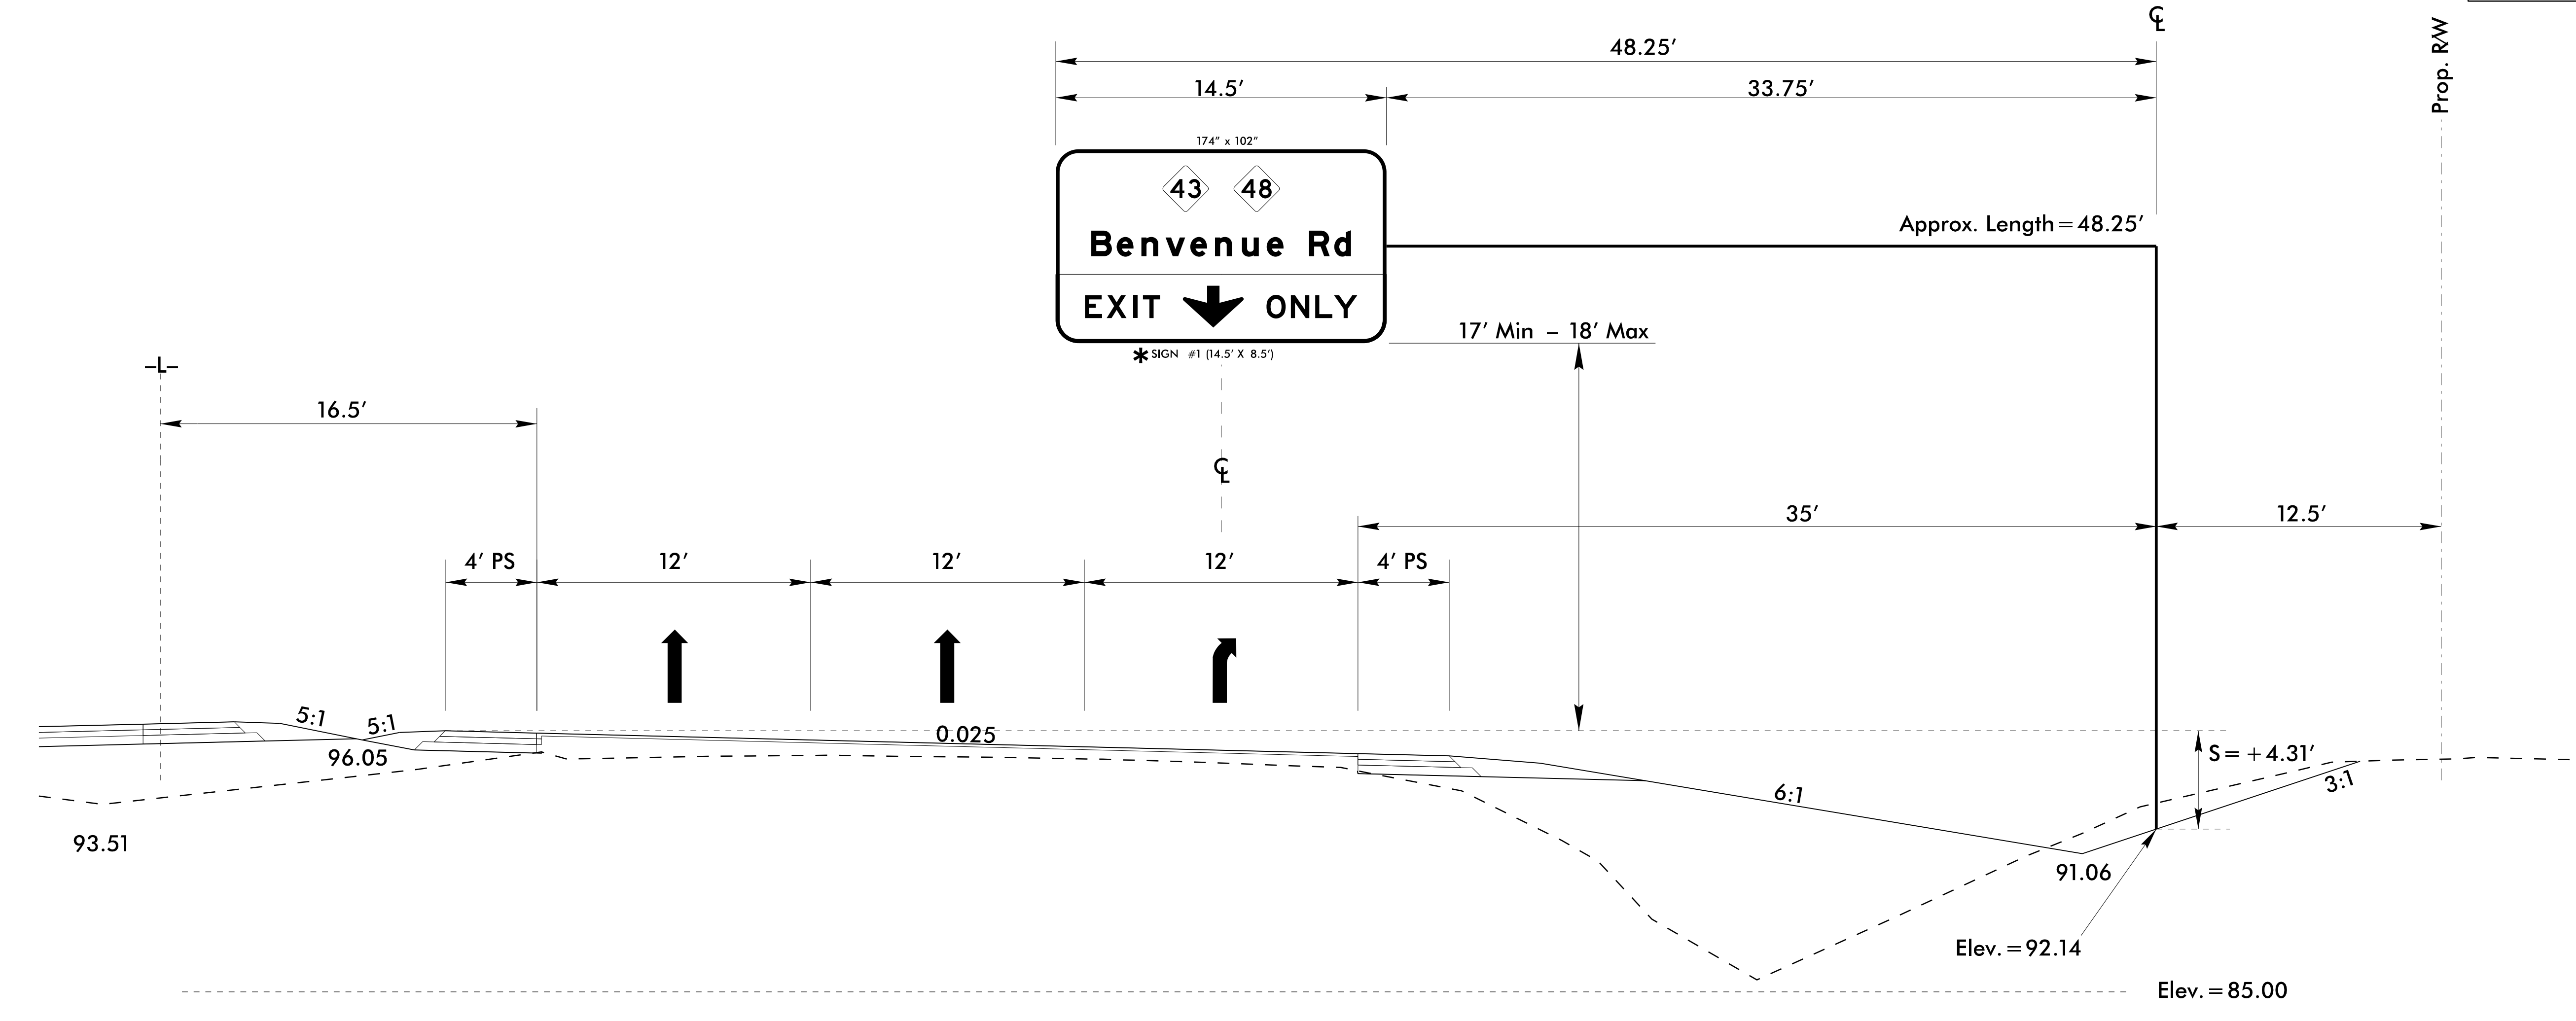 ℄
Prop. R/W
48.25'
14.5'
33.75'
174" x 102"
43 48
Benvenue Rd
EXIT ONLY
✱ SIGN #1 (14.5' X 8.5')
Approx. Length=48.25'
17' Min – 18' Max
–L–
16.5'
℄
35'
12.5'
4' PS
12'
12'
12'
4' PS
5:1
5:1
96.05
0.025
S=+4.31'
3:1
6:1
93.51
91.06
Elev.=92.14
Elev.=85.00